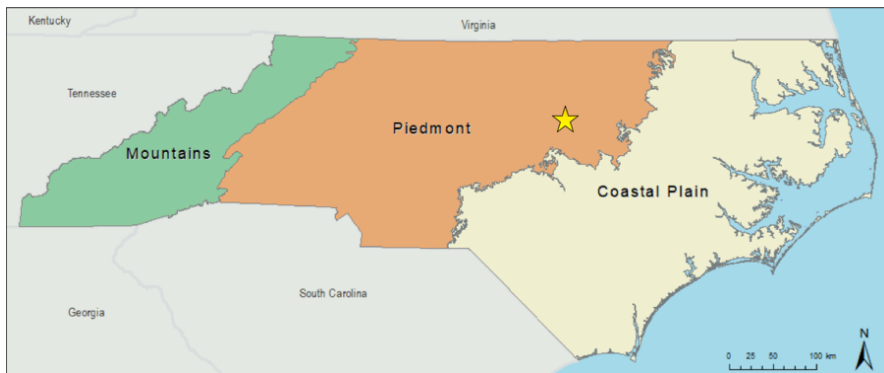 Kentucky
Virginia
Tennessee
Piedmont
Mountains
Coastal Plain
South Carolina
Georgia
N
0 25 50 100 km